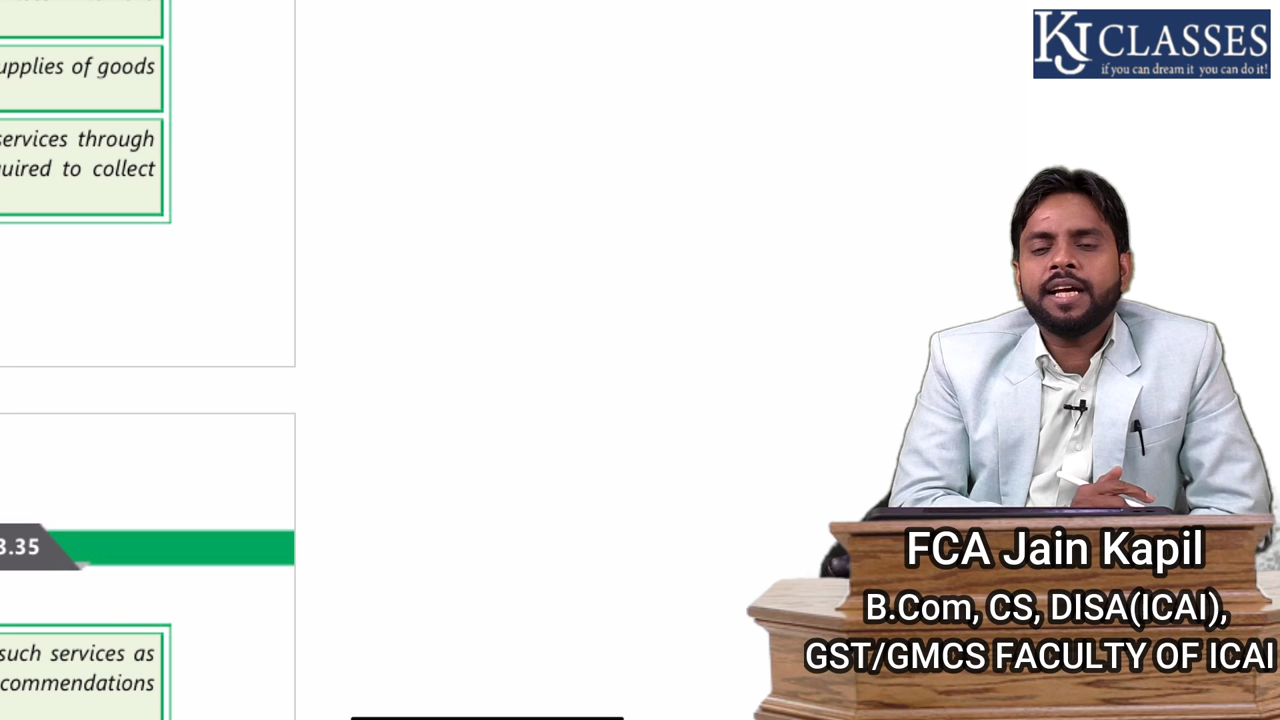 upplies of goods
services through
uired to collect
3.35
such services as
commendations
KJ CLASSES
if you can dream it you can do it!
FCA Jain Kapil
B.Com, CS, DISA(ICAI),
GST/GMCS FACULTY OF ICAI